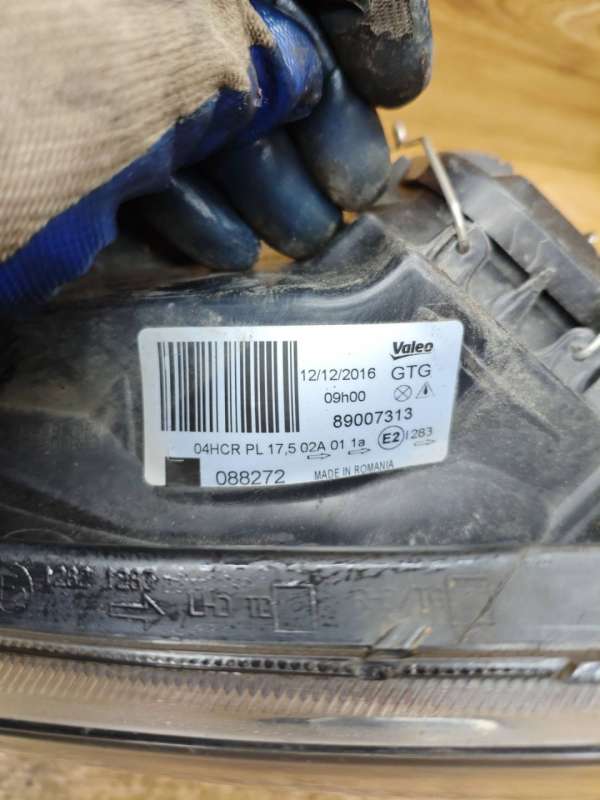 Valeo
12/12/2016 GTG
09h00
89007313
04HCR PL 17,5 02A 01 1a E2 1283
088272 MADE IN ROMANIA